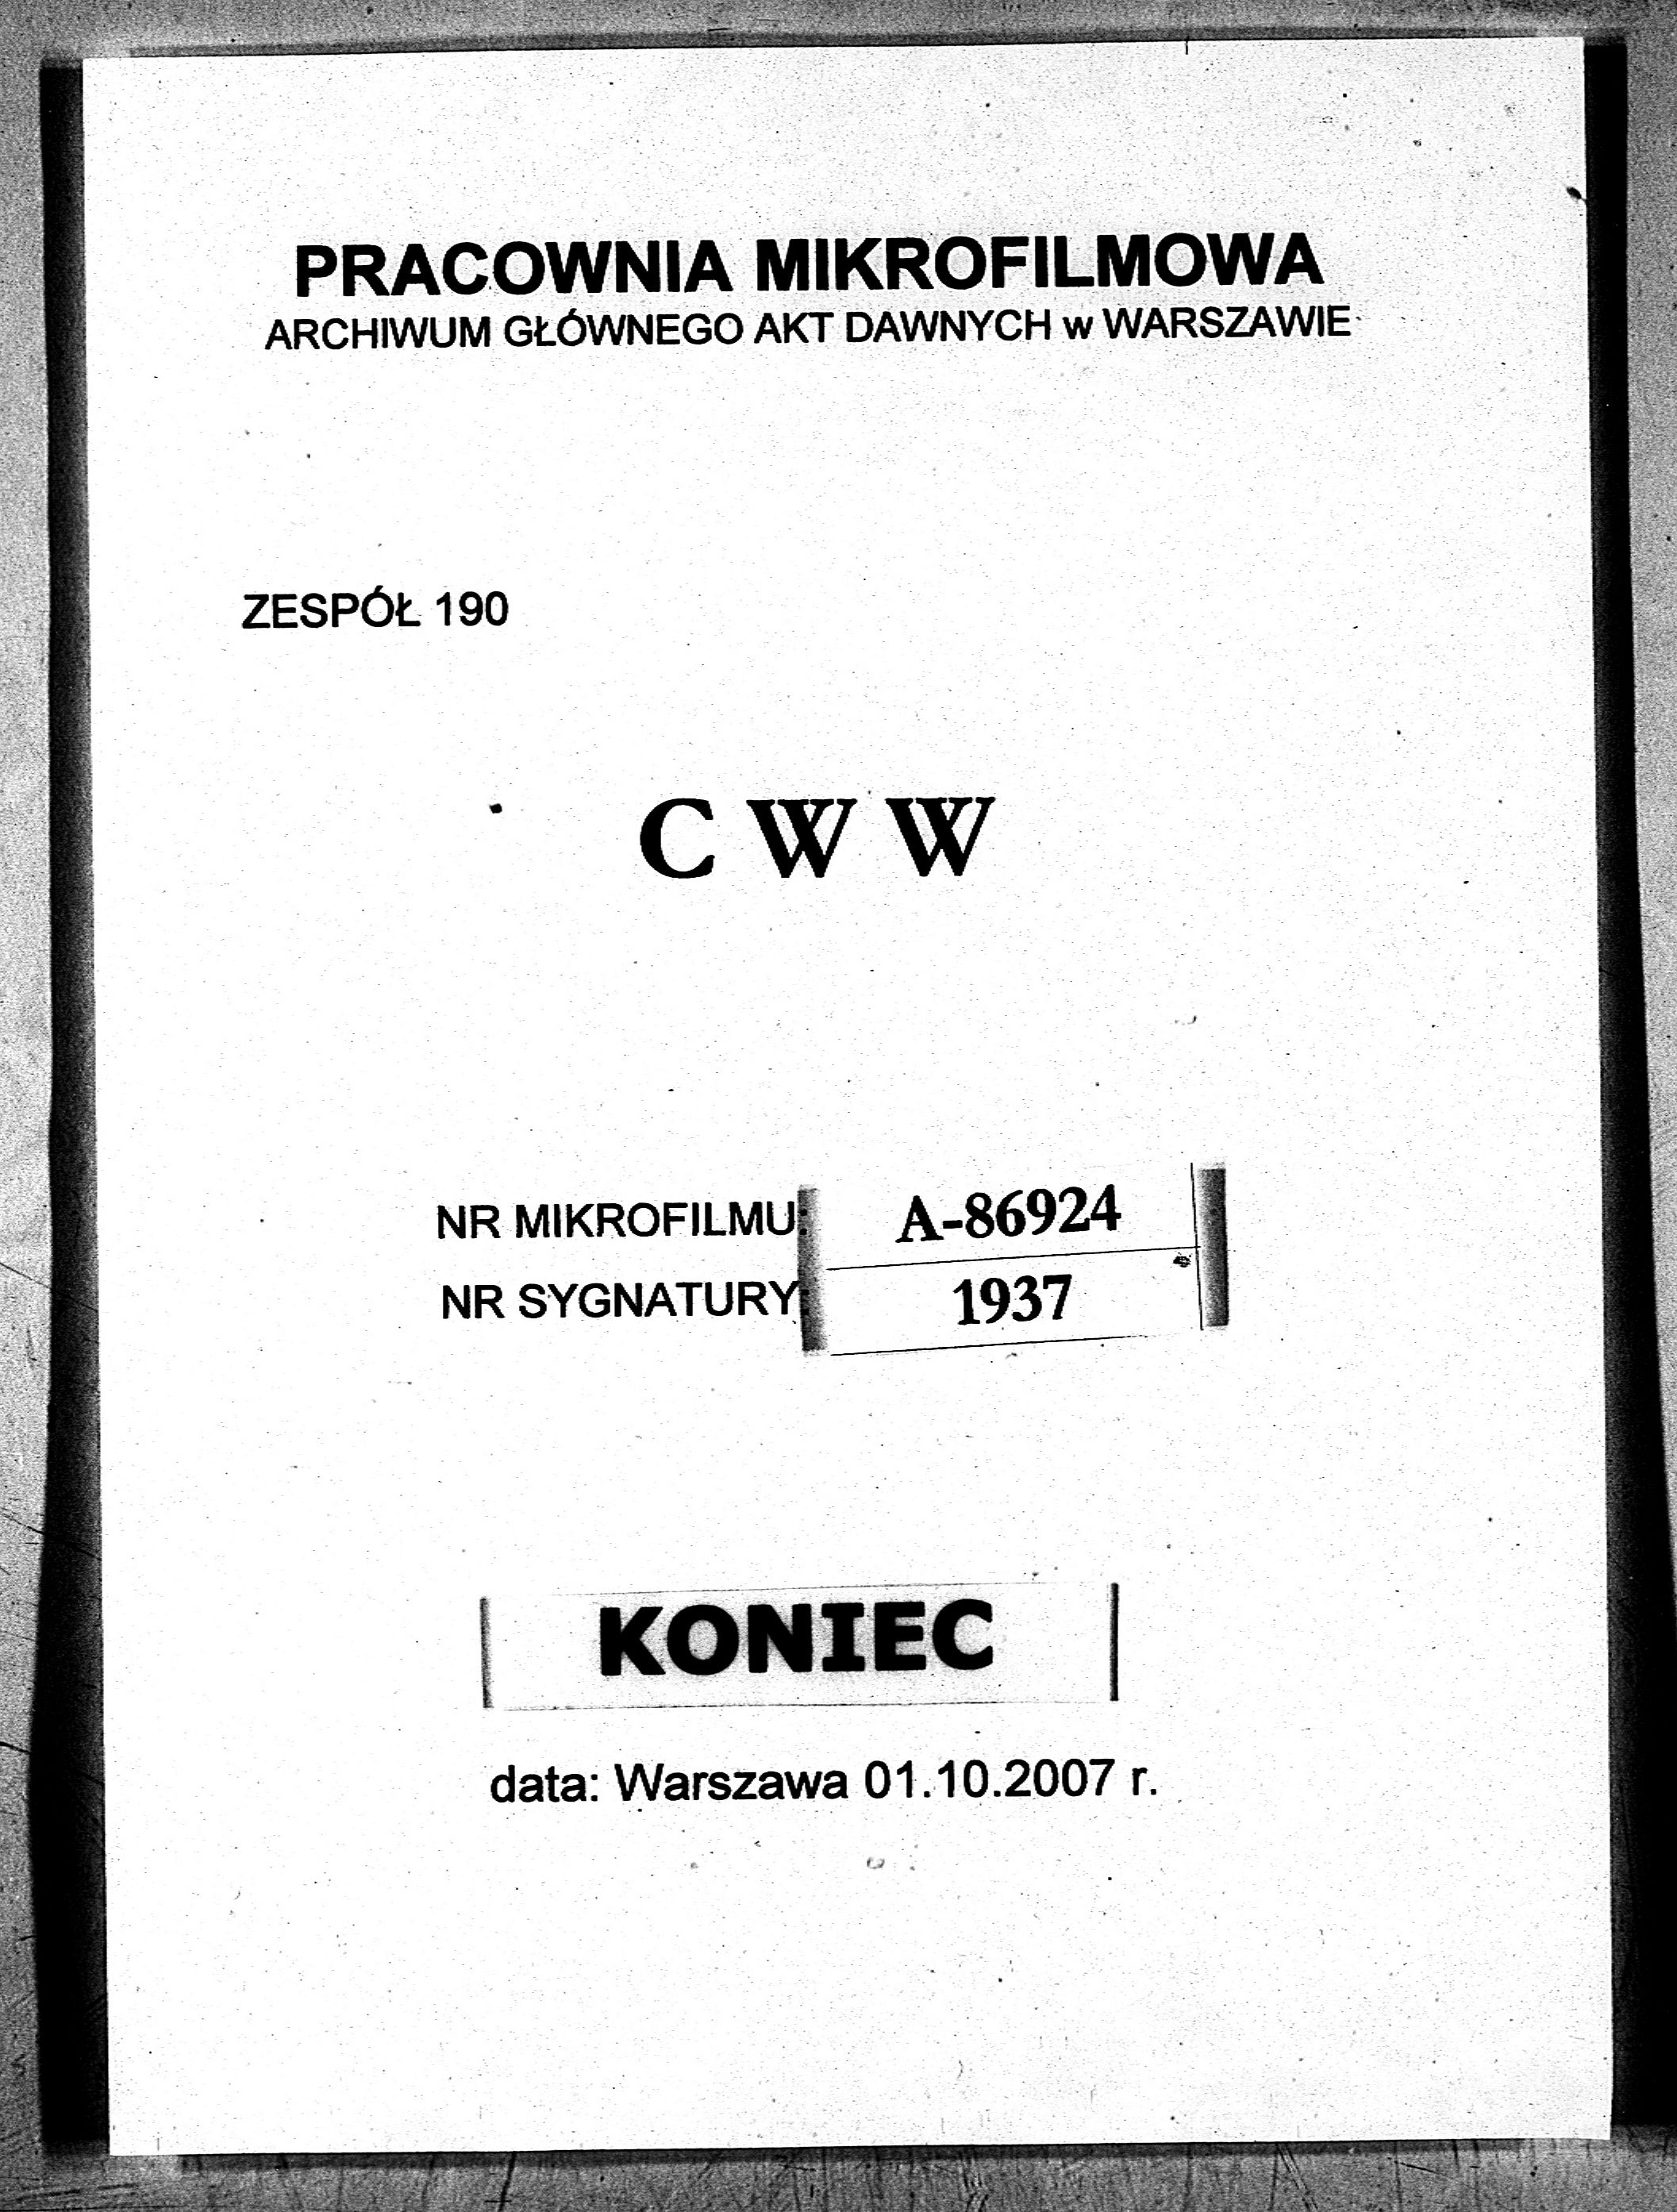 PRACOWNIA MIKROFILMOWA
ARCHIWUM GŁÓWNEGO AKT DAWNYCH w WARSZAWIE
ZESPÓŁ 190
C W W
NR MIKROFILMU: A-86924
NR SYGNATURY: 1937
KONIEC
data: Warszawa 01.10.2007 r.